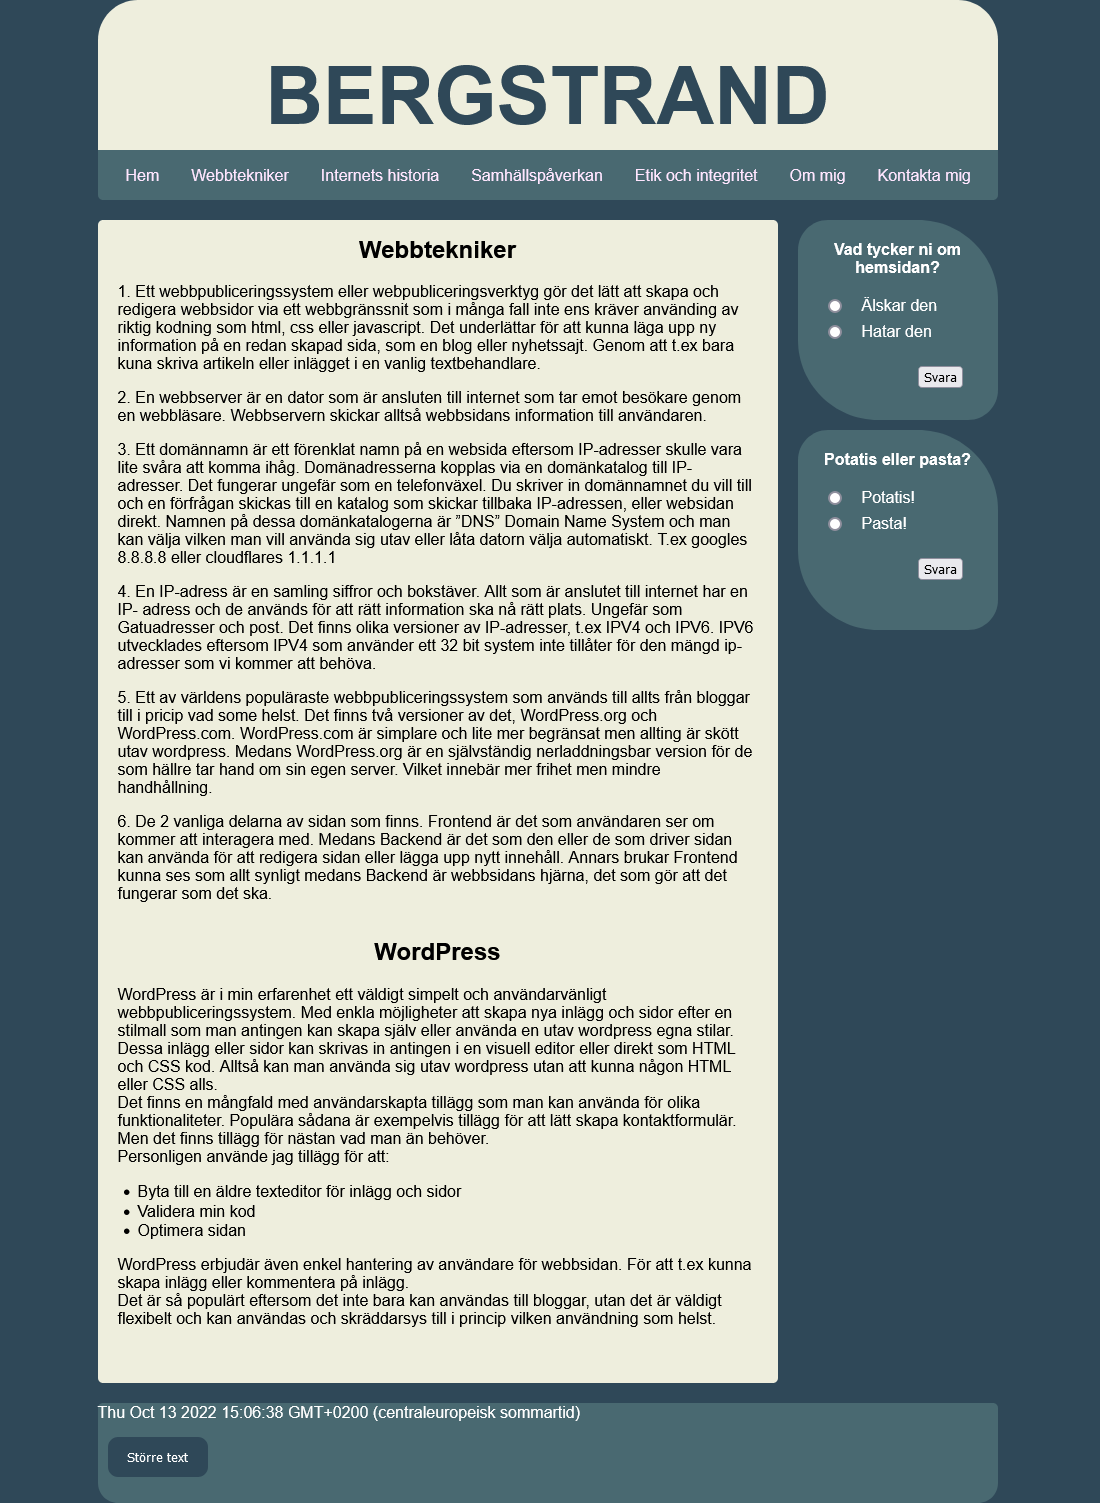 BERGSTRAND
Hem Webbtekniker Internets historia Samhällspåverkan Etik och integritet Om mig Kontakta mig
Webbtekniker
1. Ett webbpubliceringssystem eller webpubliceringsverktyg gör det lätt att skapa och
redigera webbsidor via ett webbgränssnit som i många fall inte ens kräver använding av
riktig kodning som html, css eller javascript. Det underlättar för att kunna läga upp ny
information på en redan skapad sida, som en blog eller nyhetssajt. Genom att t.ex bara
kuna skriva artikeln eller inlägget i en vanlig textbehandlare.
2. En webbserver är en dator som är ansluten till internet som tar emot besökare genom
en webbläsare. Webbservern skickar alltså webbsidans information till användaren.
3. Ett domännamn är ett förenklat namn på en websida eftersom IP-adresser skulle vara
lite svåra att komma ihåg. Domänadresserna kopplas via en domänkatalog till IP-
adresser. Det fungerar ungefär som en telefonväxel. Du skriver in domännamnet du vill till
och en förfrågan skickas till en katalog som skickar tillbaka IP-adressen, eller websidan
direkt. Namnen på dessa domänkatalogerna är ”DNS” Domain Name System och man
kan välja vilken man vill använda sig utav eller låta datorn välja automatiskt. T.ex googles
8.8.8.8 eller cloudflares 1.1.1.1
4. En IP-adress är en samling siffror och bokstäver. Allt som är anslutet till internet har en
IP- adress och de används för att rätt information ska nå rätt plats. Ungefär som
Gatuadresser och post. Det finns olika versioner av IP-adresser, t.ex IPV4 och IPV6. IPV6
utvecklades eftersom IPV4 som använder ett 32 bit system inte tillåter för den mängd ip-
adresser som vi kommer att behöva.
5. Ett av världens populäraste webbpubliceringssystem som används till allts från bloggar
till i pricip vad some helst. Det finns två versioner av det, WordPress.org och
WordPress.com. WordPress.com är simplare och lite mer begränsat men allting är skött
utav wordpress. Medans WordPress.org är en självständig nerladdningsbar version för de
som hällre tar hand om sin egen server. Vilket innebär mer frihet men mindre
handhållning.
6. De 2 vanliga delarna av sidan som finns. Frontend är det som användaren ser om
kommer att interagera med. Medans Backend är det som den eller de som driver sidan
kan använda för att redigera sidan eller lägga upp nytt innehåll. Annars brukar Frontend
kunna ses som allt synligt medans Backend är webbsidans hjärna, det som gör att det
fungerar som det ska.
WordPress
WordPress är i min erfarenhet ett väldigt simpelt och användarvänligt
webbpubliceringssystem. Med enkla möjligheter att skapa nya inlägg och sidor efter en
stilmall som man antingen kan skapa själv eller använda en utav wordpress egna stilar.
Dessa inlägg eller sidor kan skrivas in antingen i en visuell editor eller direkt som HTML
och CSS kod. Alltså kan man använda sig utav wordpress utan att kunna någon HTML
eller CSS alls.
Det finns en mångfald med användarskapta tillägg som man kan använda för olika
funktionaliteter. Populära sådana är exempelvis tillägg för att lätt skapa kontaktformulär.
Men det finns tillägg för nästan vad man än behöver.
Personligen använde jag tillägg för att:
• Byta till en äldre texteditor för inlägg och sidor
• Validera min kod
• Optimera sidan
WordPress erbjudär även enkel hantering av användare för webbsidan. För att t.ex kunna
skapa inlägg eller kommentera på inlägg.
Det är så populärt eftersom det inte bara kan användas till bloggar, utan det är väldigt
flexibelt och kan användas och skräddarsys till i princip vilken användning som helst.
Vad tycker ni om
hemsidan?
Älskar den
Hatar den
Svara
Potatis eller pasta?
Potatis!
Pasta!
Svara
Thu Oct 13 2022 15:06:38 GMT+0200 (centraleuropeisk sommartid)
Större text